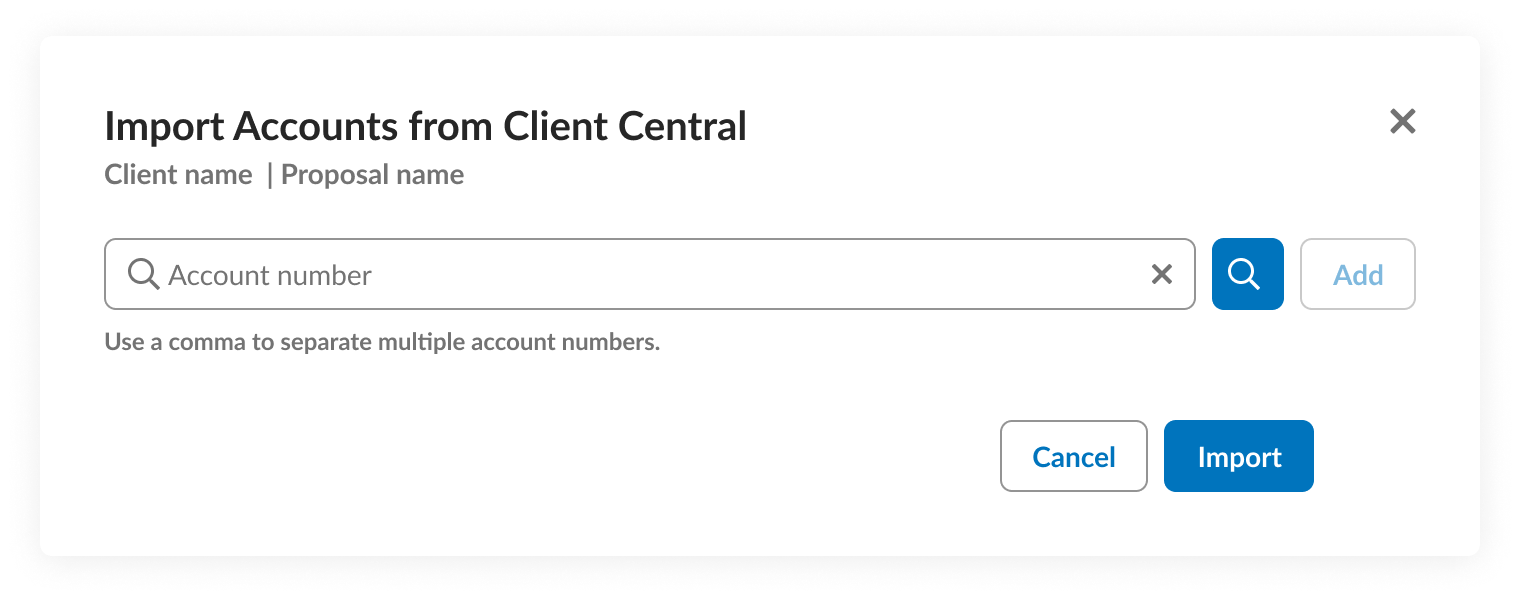 Import Accounts from Client Central
Client name | Proposal name
Account number
Add
Use a comma to separate multiple account numbers.
Cancel
Import